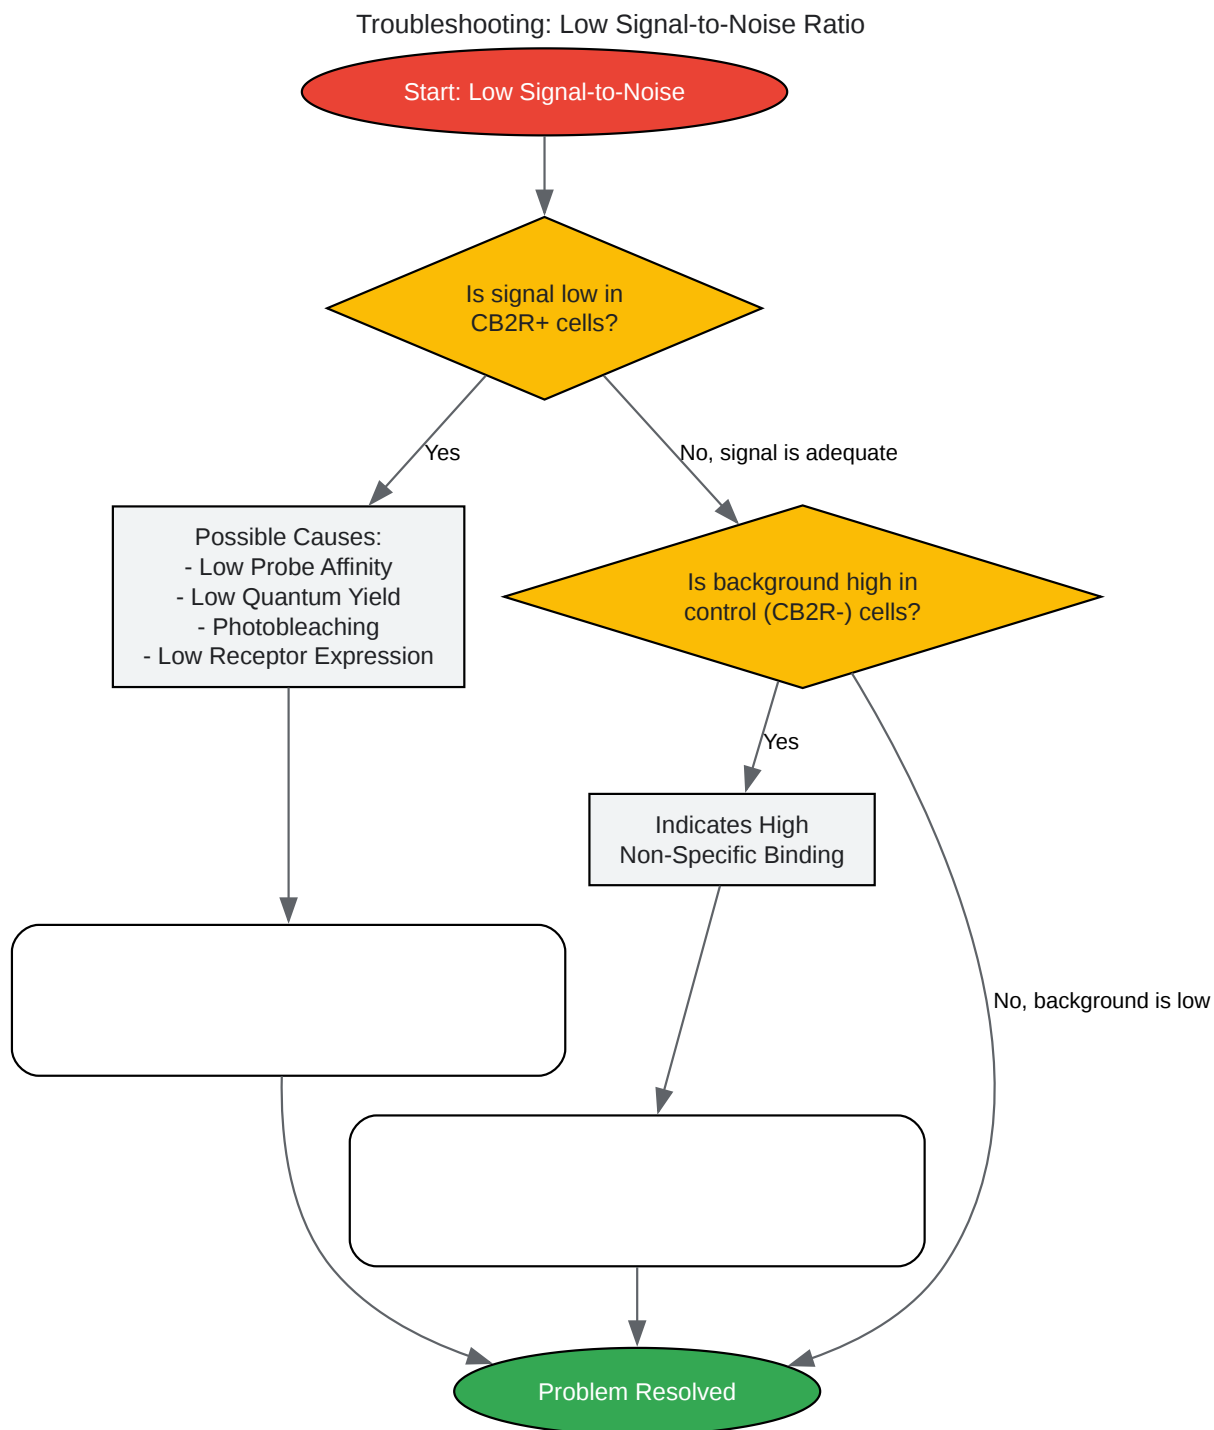 Troubleshooting: Low Signal-to-Noise Ratio
Start: Low Signal-to-Noise
Is signal low in
CB2R+ cells?
Yes
No, signal is adequate
Possible Causes:
- Low Probe Affinity
- Low Quantum Yield
- Photobleaching
- Low Receptor Expression
Is background high in
control (CB2R-) cells?
Yes
Indicates High
Non-Specific Binding
No, background is low
Problem Resolved